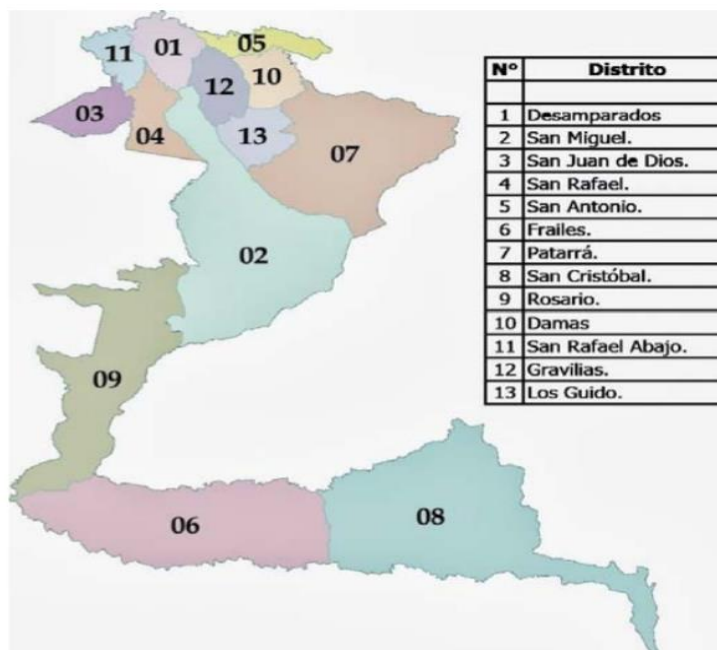 05
01
11
10
12
03
13
04
07
02
09
06
08
Nº Distrito
1 Desamparados
2 San Miguel.
3 San Juan de Dios.
4 San Rafael.
5 San Antonio.
6 Frailes.
7 Patarrá.
8 San Cristóbal.
9 Rosario.
10 Damas
11 San Rafael Abajo.
12 Gravilias.
13 Los Guido.